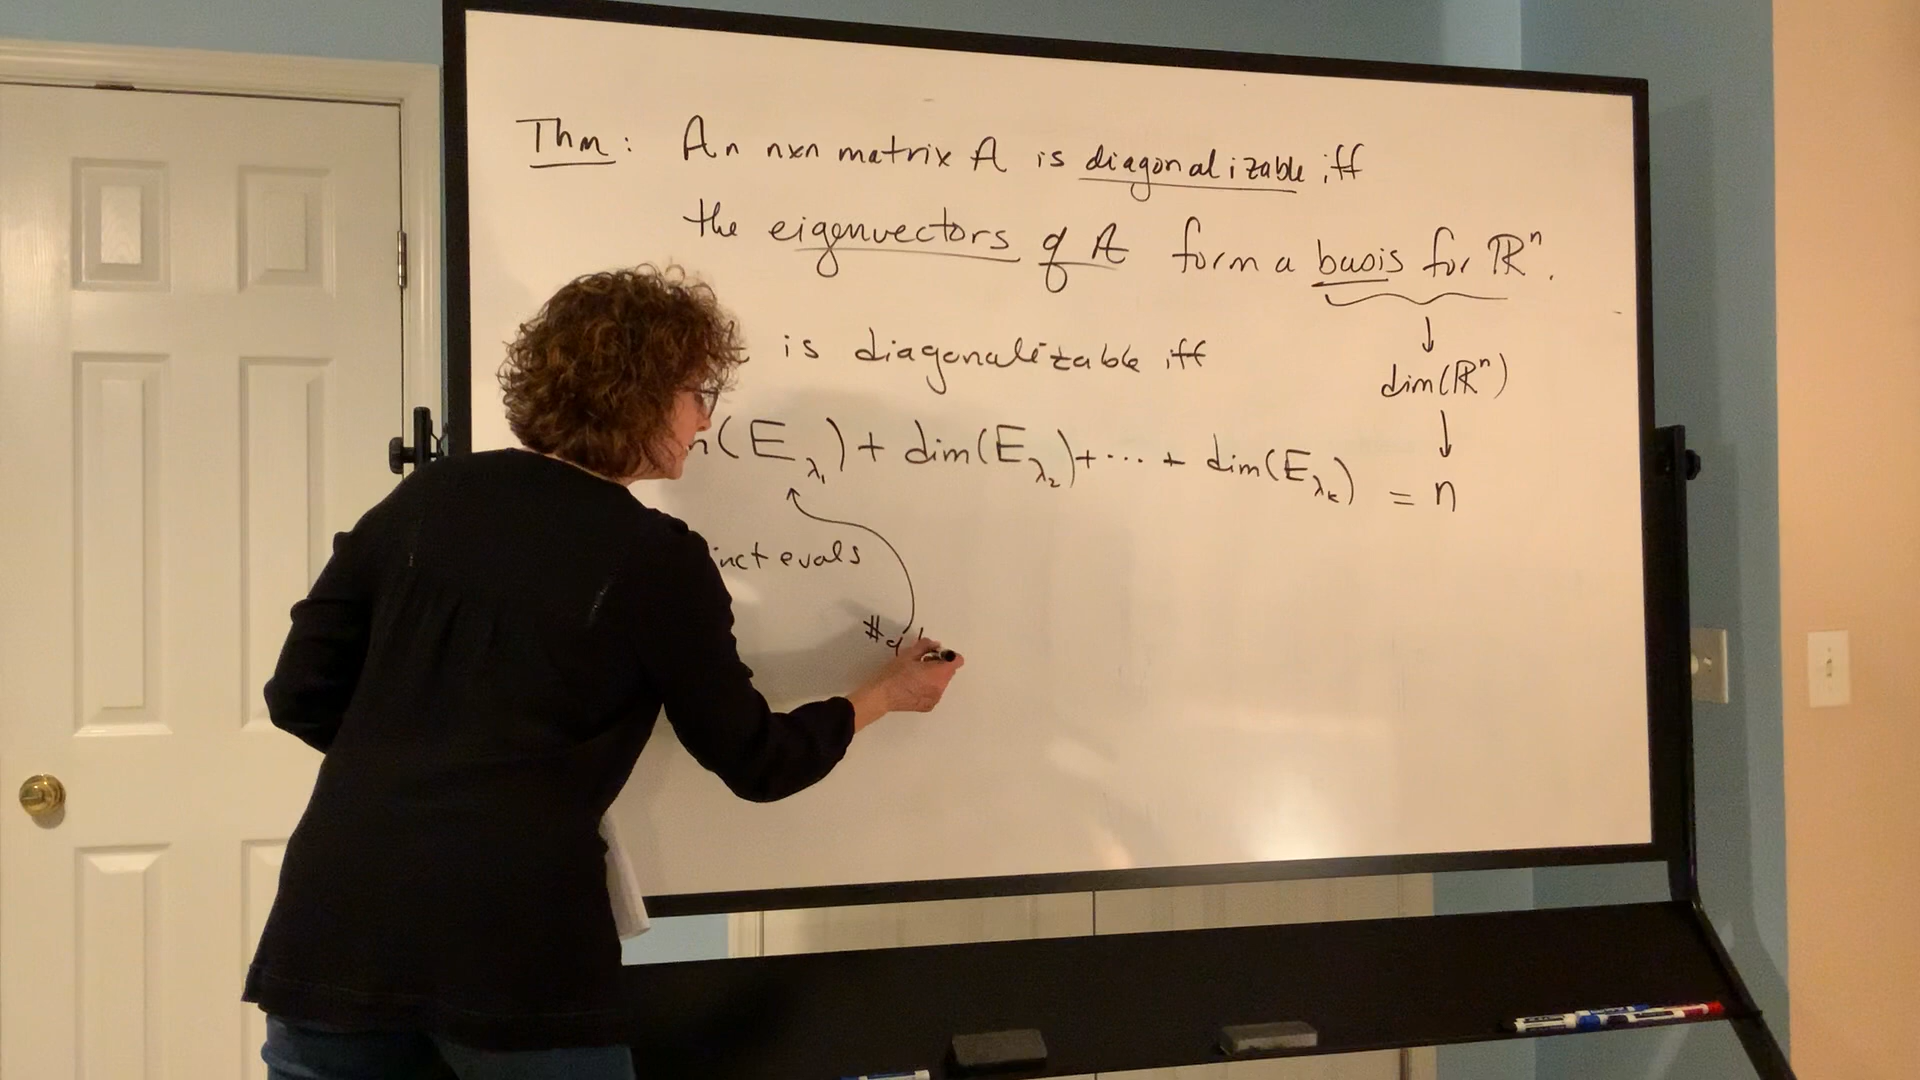 Thm: An nxn matrix A is diagonalizable iff
the eigenvectors of A form a basis for ℝⁿ.
is diagonalizable iff
↓
dim(ℝⁿ)
↓
(E_λ₁) + dim(E_λ₂) + ... + dim(E_λₖ) = n
evals
#